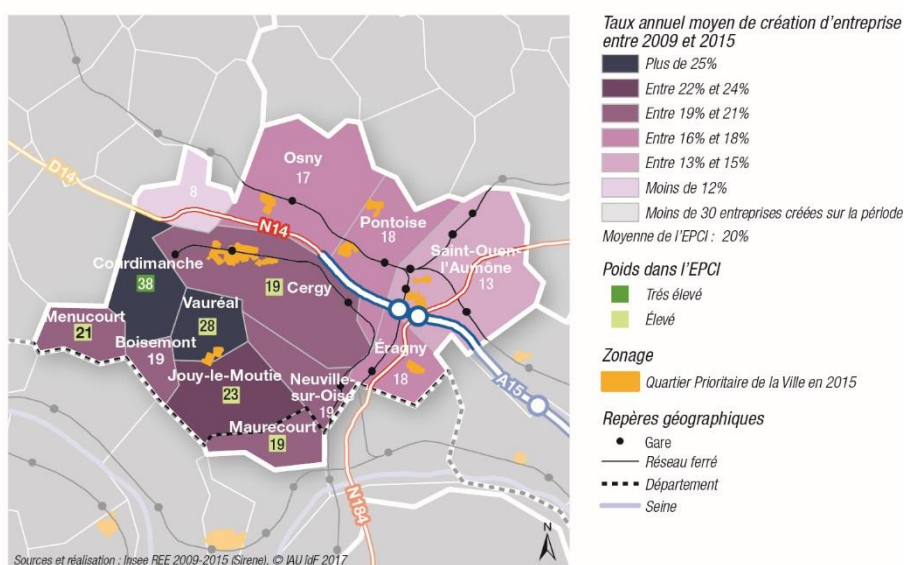 Taux annuel moyen de création d'entreprise
entre 2009 et 2015
Plus de 25%
Entre 22% et 24%
Entre 19% et 21%
Entre 16% et 18%
Entre 13% et 15%
Moins de 12%
Moins de 30 entreprises créées sur la période
Moyenne de l'EPCI : 20%
Poids dans l'EPCI
Trés élevé
Élevé
Zonage
Quartier Prioritaire de la Ville en 2015
Repères géographiques
Gare
Réseau ferré
Département
Seine
D14
8
Osny
17
N14
Pontoise
18
Saint-Ouen-
l'Aumône
13
Courdimanche
38
19 Cergy
Vauréal
28
Menucourt
21
Boisemont
19
Éragny
18
Jouy-le-Moutie
23
Neuville-
sur-Oise
19
Maurecourt
19
A15
N184
N
Sources et réalisation : Insee REE 2009-2015 (Sirene), © IAU îdF 2017